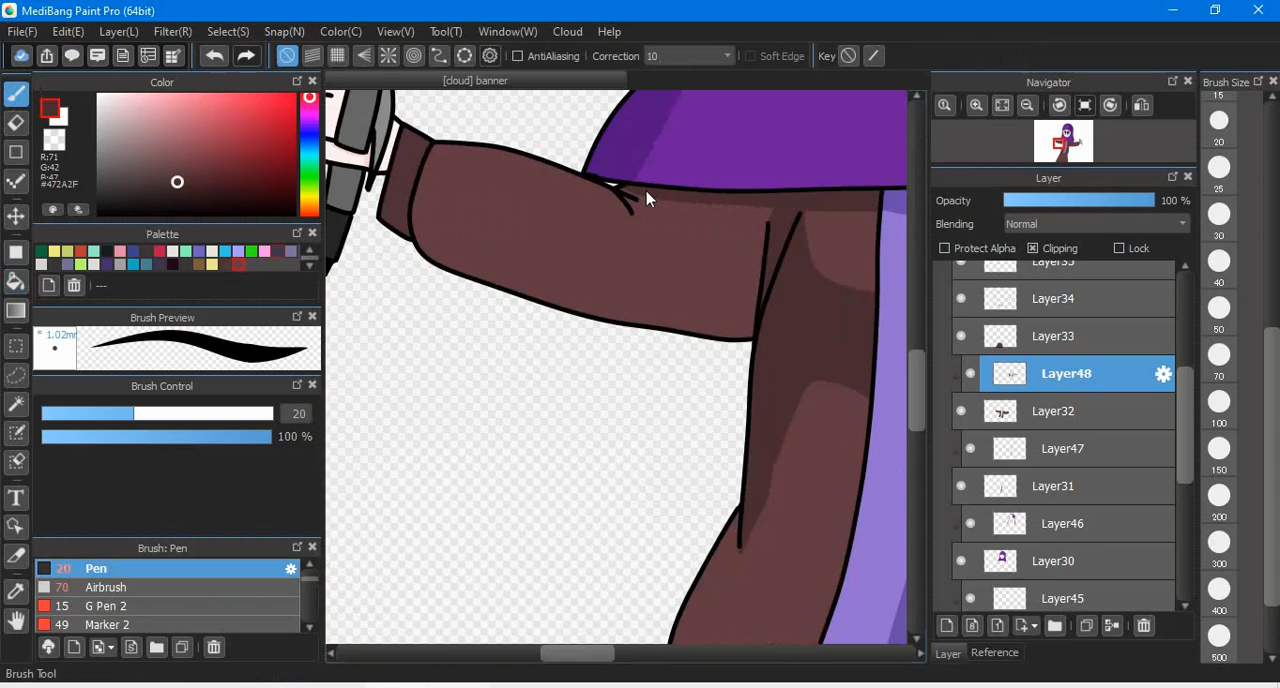 MediBang Paint Pro (64bit)
File(F) Edit(E) Layer(L) Filter(R) Select(S) Snap(N) Color(C) View(V) Tool(T) Window(W) Cloud Help
AntiAliasing Correction 10 Soft Edge Key
Color
R:71
G:42
B:47
#472A2F
Palette
---
Brush Preview
* 1.02mm
Brush Control
20
100 %
Brush: Pen
20 Pen
70 Airbrush
15 G Pen 2
49 Marker 2
Brush Tool
[cloud] banner
Navigator
Layer
Opacity 100 %
Blending Normal
Protect Alpha Clipping Lock
Layer35
Layer34
Layer33
Layer48
Layer32
Layer47
Layer31
Layer46
Layer30
Layer45
Layer Reference
Brush Size
15
20
25
30
40
50
70
100
150
200
300
400
500